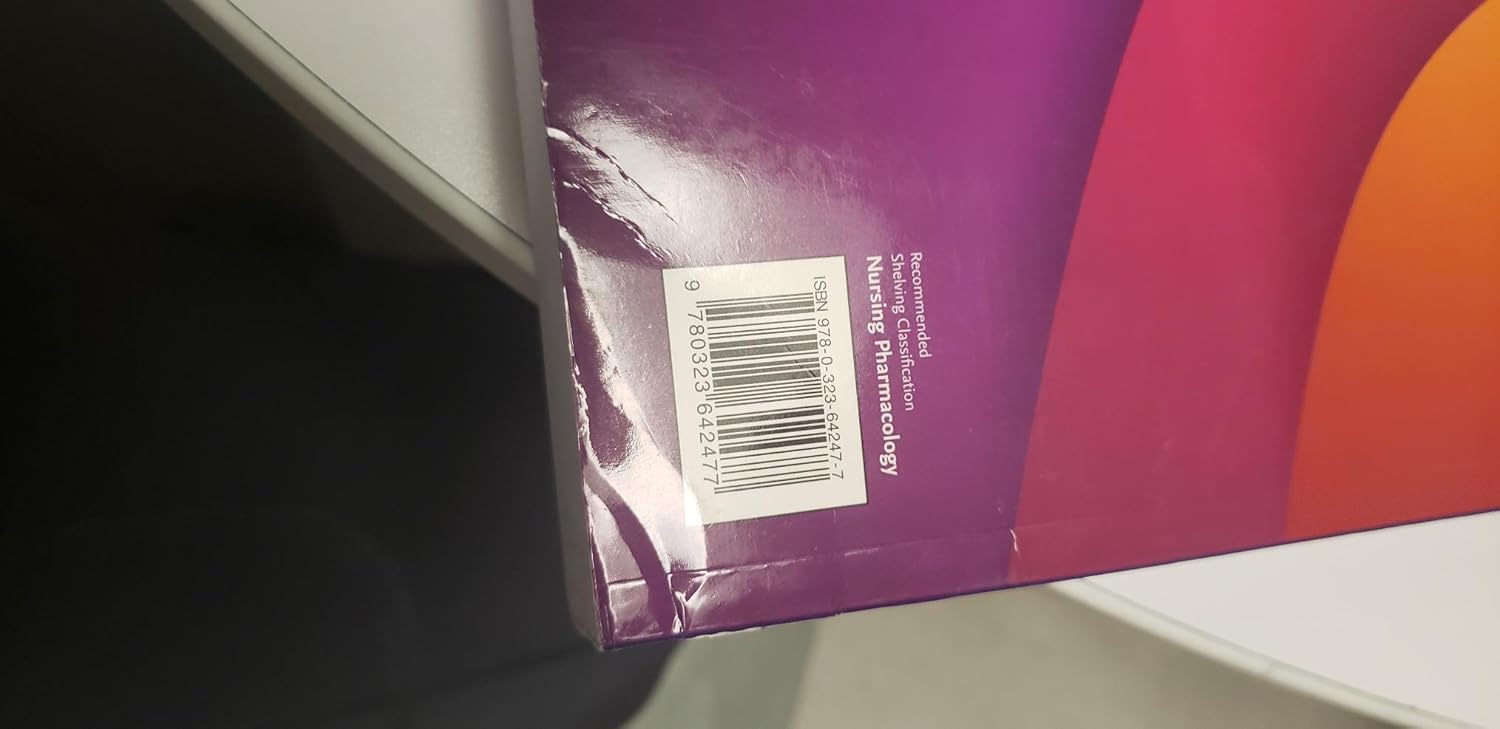 Recommended
Shelving Classification
Nursing Pharmacology
ISBN 978-0-323-64247-7
9 780323 642477